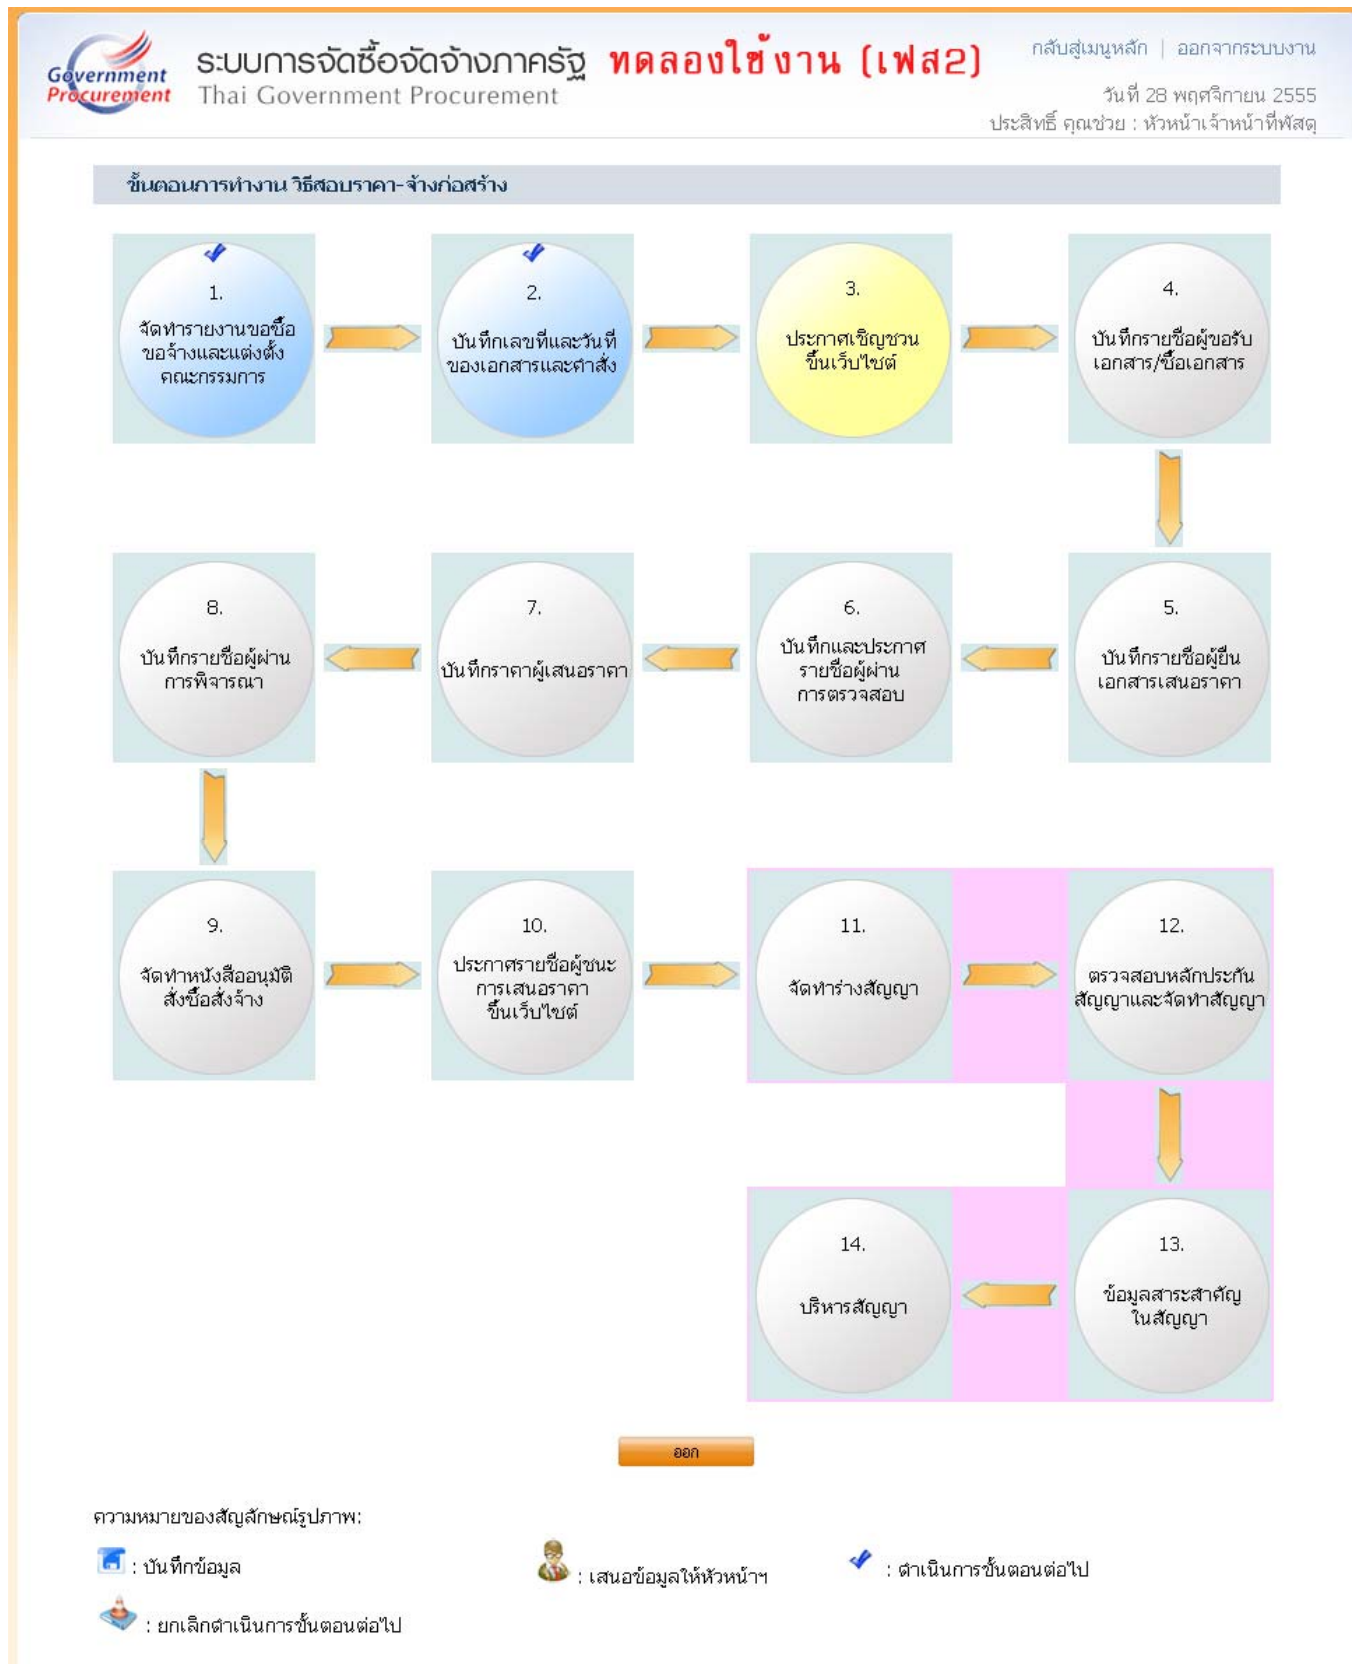 Government
Procurement
ระบบการจัดซื้อจัดจ้างภาครัฐ
Thai Government Procurement
ทดลองใช้งาน (เฟส2)
กลับสู่เมนูหลัก | ออกจากระบบงาน
วันที่ 28 พฤศจิกายน 2555
ประสิทธิ์ คุณช่วย : หัวหน้าเจ้าหน้าที่พัสดุ
ขั้นตอนการทำงาน วิธีสอบราคา-จ้างก่อสร้าง
1.
จัดทำรายงานขอซื้อ
ขอจ้างและแต่งตั้ง
คณะกรรมการ
2.
บันทึกเลขที่และวันที่
ของเอกสารและคำสั่ง
3.
ประกาศเชิญชวน
ขึ้นเว็บไซต์
4.
บันทึกรายชื่อผู้ขอรับ
เอกสาร/ซื้อเอกสาร
5.
บันทึกรายชื่อผู้ยื่น
เอกสารเสนอราคา
6.
บันทึกและประกาศ
รายชื่อผู้ผ่าน
การตรวจสอบ
7.
บันทึกราคาผู้เสนอราคา
8.
บันทึกรายชื่อผู้ผ่าน
การพิจารณา
9.
จัดทำหนังสืออนุมัติ
สั่งซื้อสั่งจ้าง
10.
ประกาศรายชื่อผู้ชนะ
การเสนอราคา
ขึ้นเว็บไซต์
11.
จัดทำร่างสัญญา
12.
ตรวจสอบหลักประกัน
สัญญาและจัดทำสัญญา
13.
ข้อมูลสาระสำคัญ
ในสัญญา
14.
บริหารสัญญา
ออก
ความหมายของสัญลักษณ์รูปภาพ:
: บันทึกข้อมูล
: เสนอข้อมูลให้หัวหน้าฯ
: ดำเนินการขั้นตอนต่อไป
: ยกเลิกดำเนินการขั้นตอนต่อไป